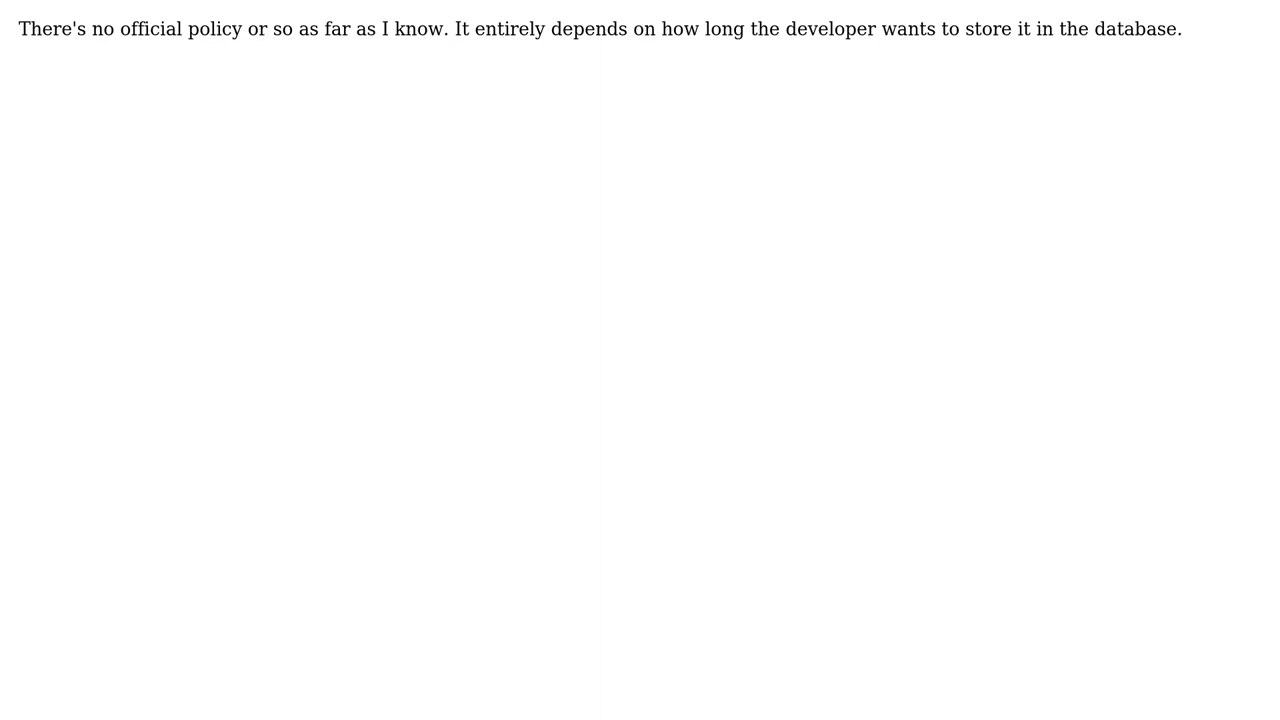 There's no official policy or so as far as I know. It entirely depends on how long the developer wants to store it in the database.